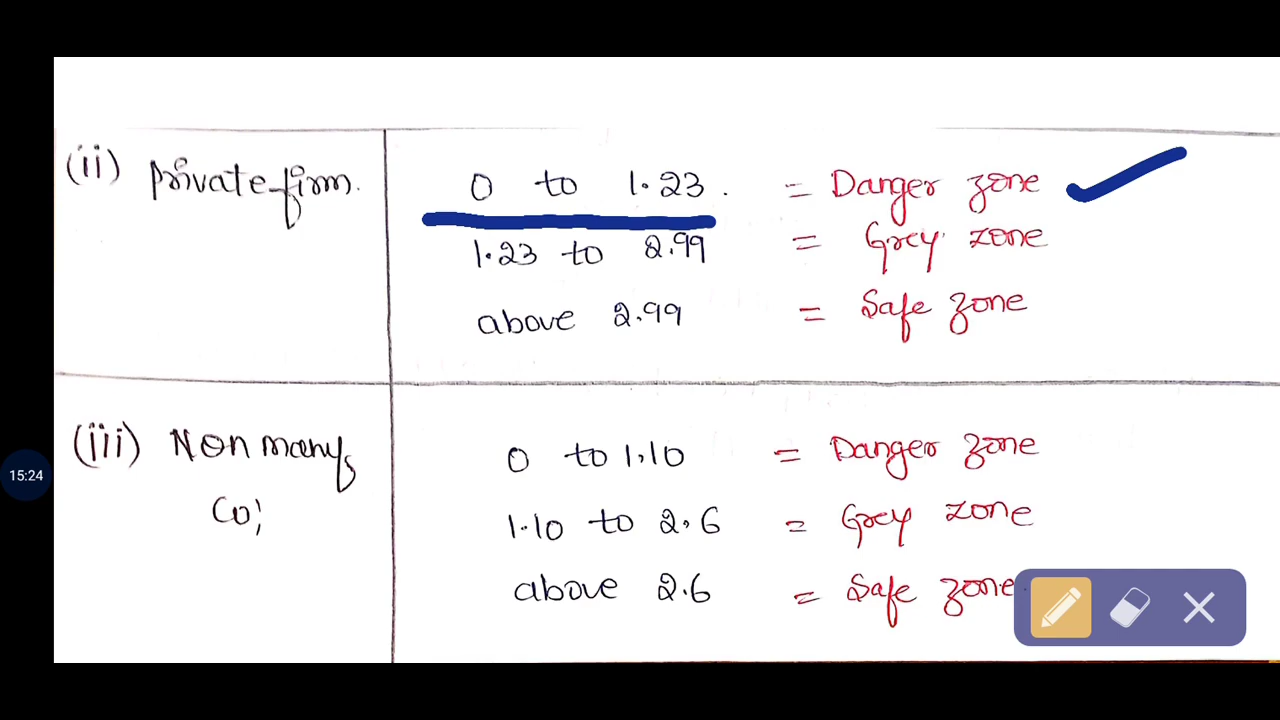 (ii) Private firm. 0 to 1.23. = Danger zone
1.23 to 2.99 = Grey zone
above 2.99 = Safe zone
(iii) Non manuf 0 to 1.10 = Danger zone
Co; 1.10 to 2.6 = Grey zone
above 2.6 = Safe zone
15:24